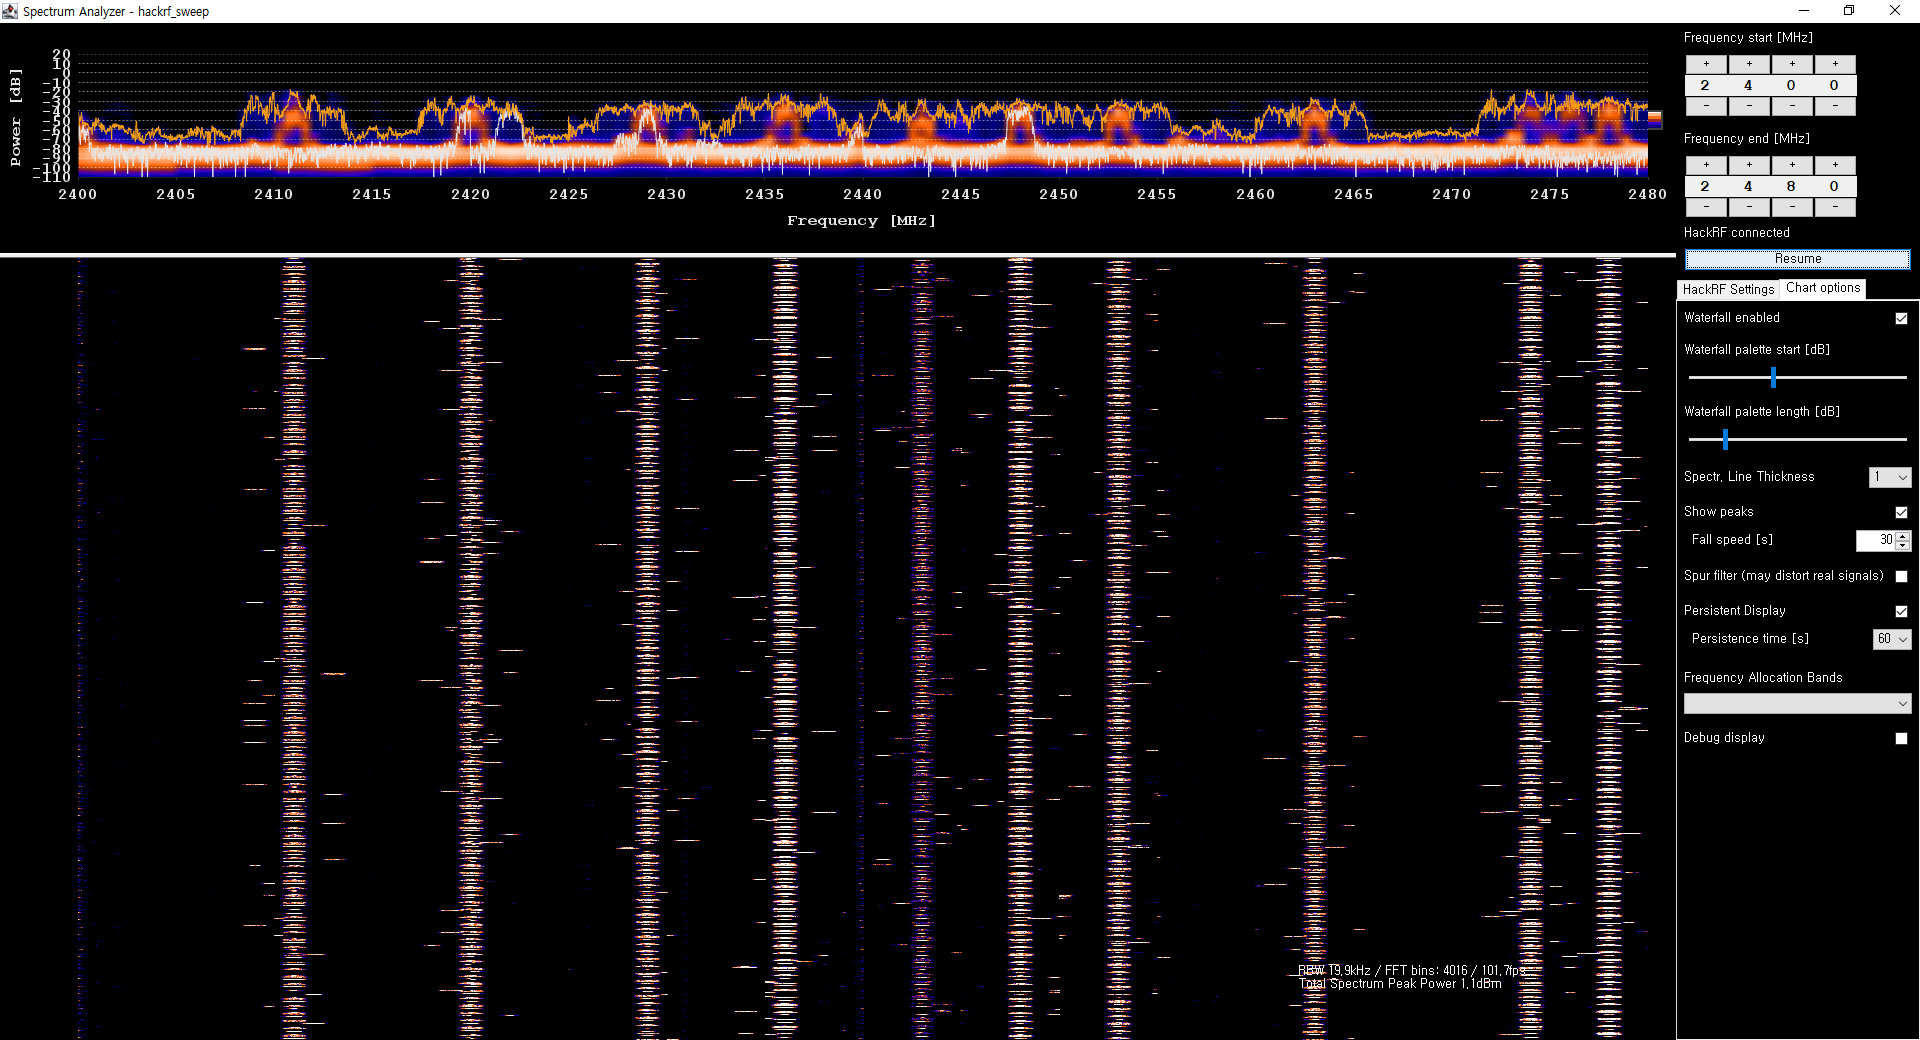 Spectrum Analyzer - hackrf_sweep
Power [dB]
20
10
0
-10
-20
-30
-40
-50
-60
-70
-80
-90
-100
-110
2400 2405 2410 2415 2420 2425 2430 2435 2440 2445 2450 2455 2460 2465 2470 2475 2480
Frequency [MHz]
Frequency start [MHz]
+ + + +
2 4 0 0
- - - -
Frequency end [MHz]
+ + + +
2 4 8 0
- - - -
HackRF connected
Resume
HackRF Settings Chart options
Waterfall enabled
Waterfall palette start [dB]
Waterfall palette length [dB]
Spectr. Line Thickness 1
Show peaks
Fall speed [s] 30
Spur filter (may distort real signals)
Persistent Display
Persistence time [s] 60
Frequency Allocation Bands
Debug display
RBW 19.9kHz / FFT bins: 4016 / 101.7fps
Total Spectrum Peak Power 1.1dBm